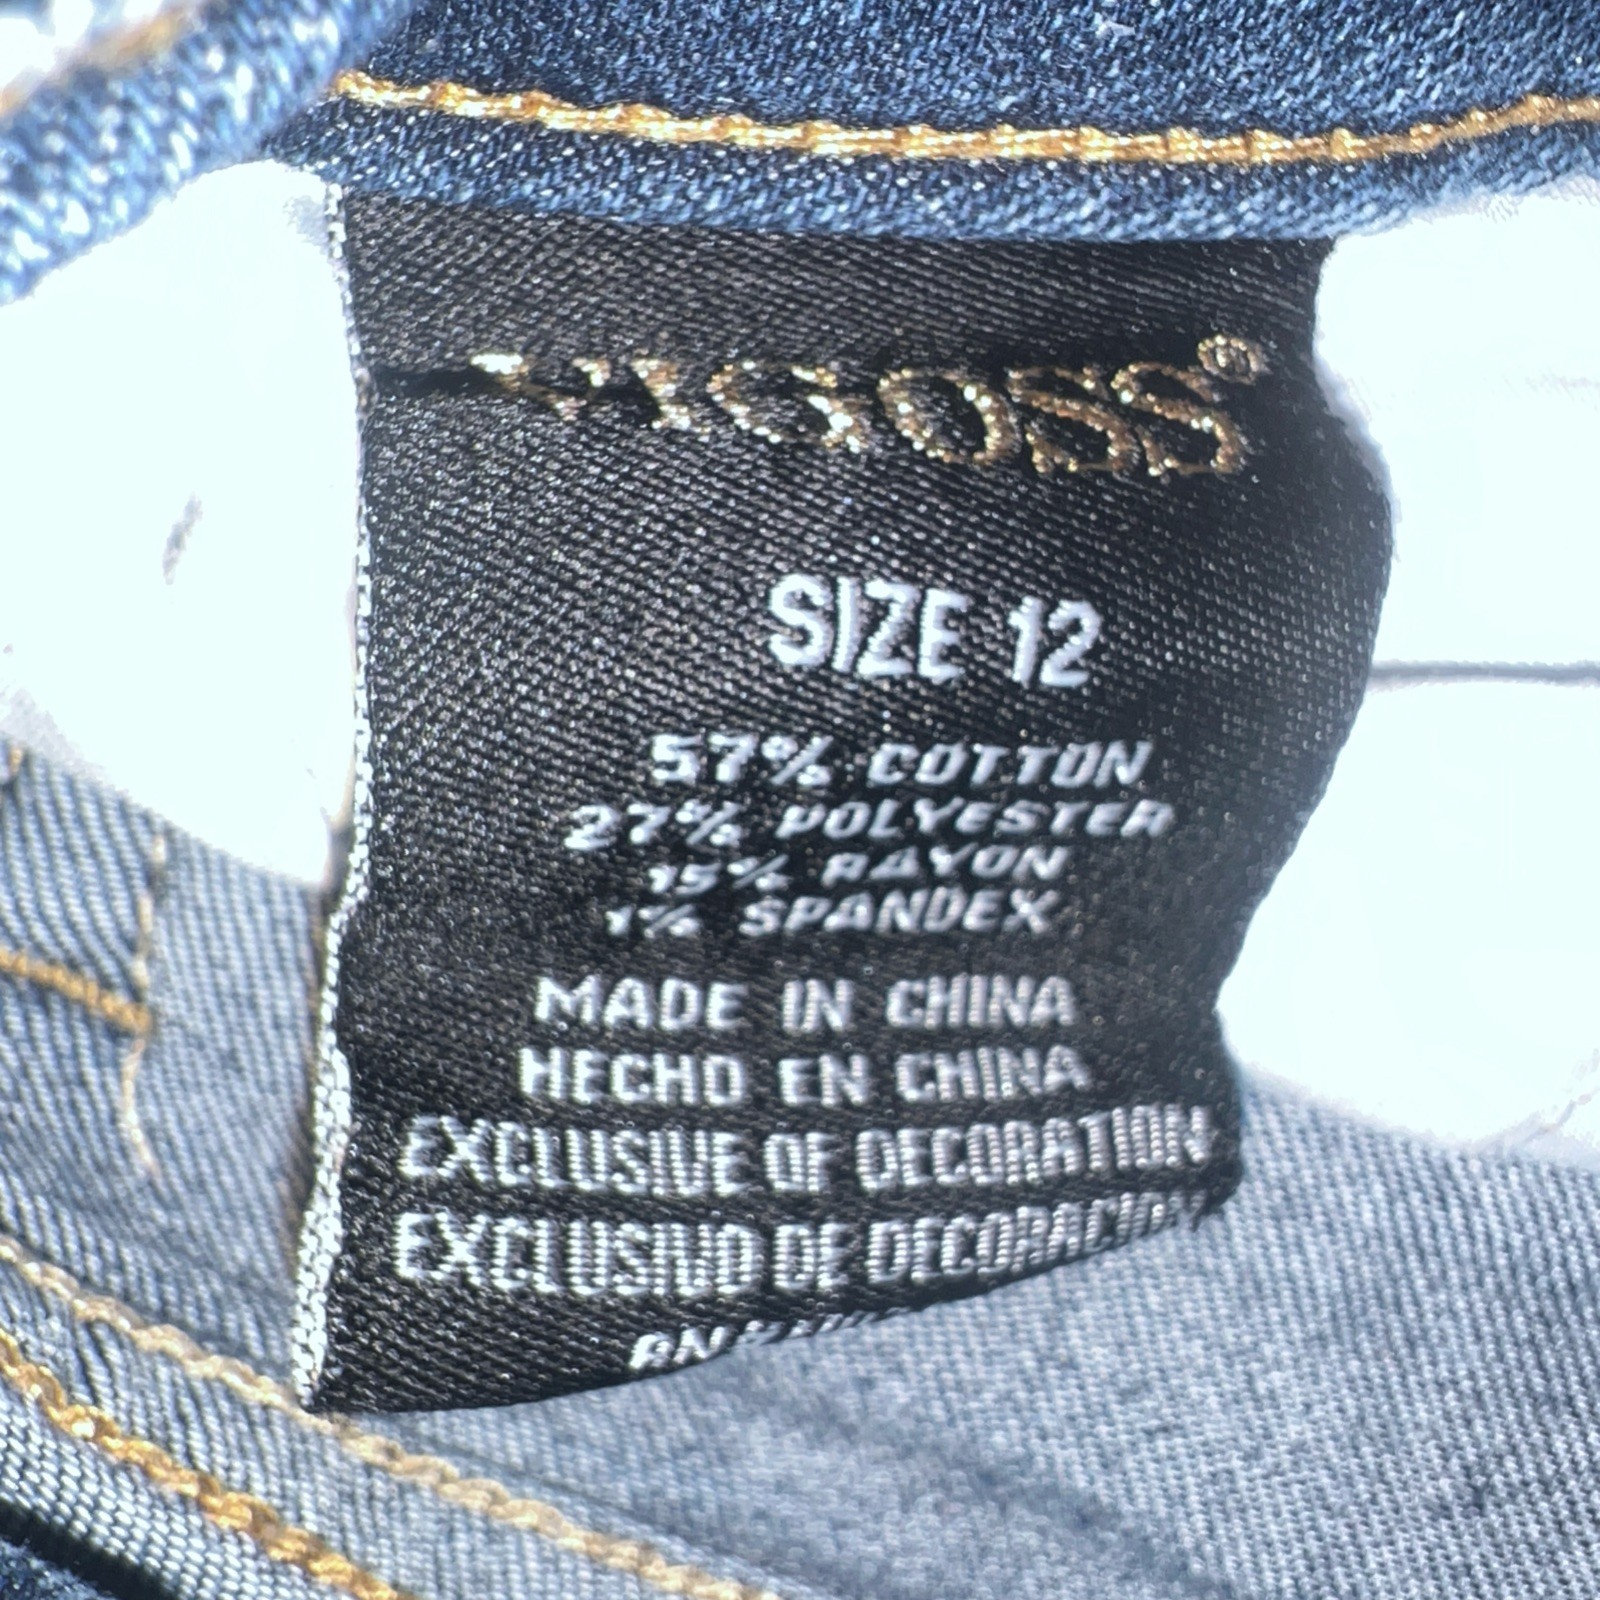 VIGOSS®
SIZE 12
57% COTTON
27% POLYESTER
15% RAYON
1% SPANDEX
MADE IN CHINA
HECHO EN CHINA
EXCLUSIVE OF DECORATION
EXCLUSIVO DE DECORACION